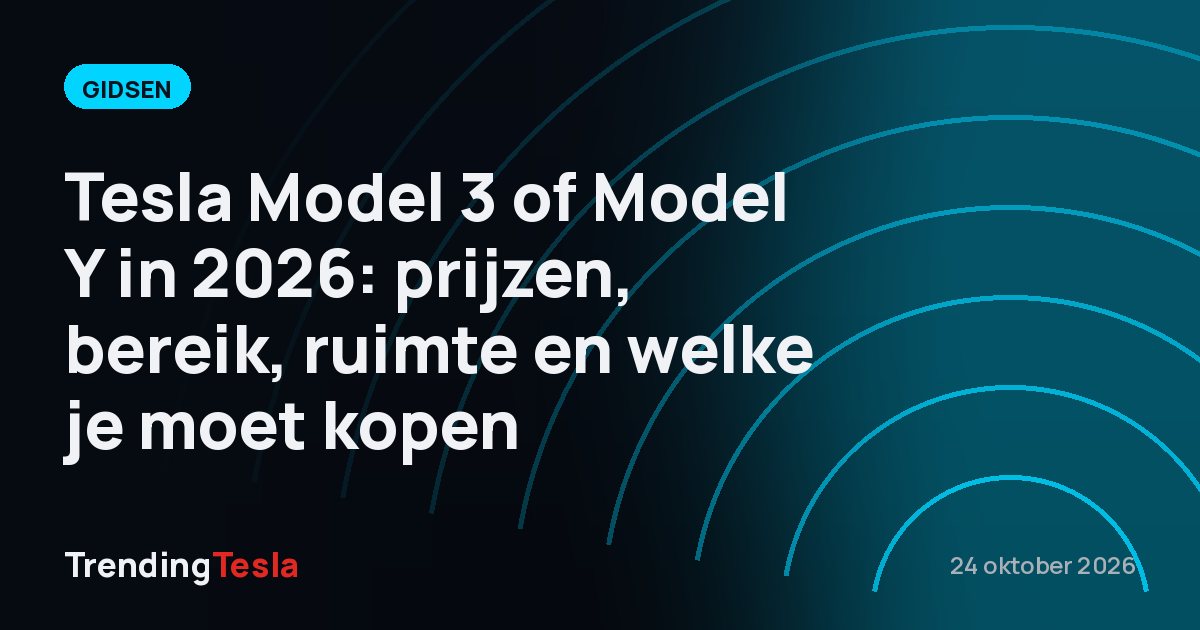 GIDSEN
Tesla Model 3 of Model
Y in 2026: prijzen,
bereik, ruimte en welke
je moet kopen
TrendingTesla
24 oktober 2026